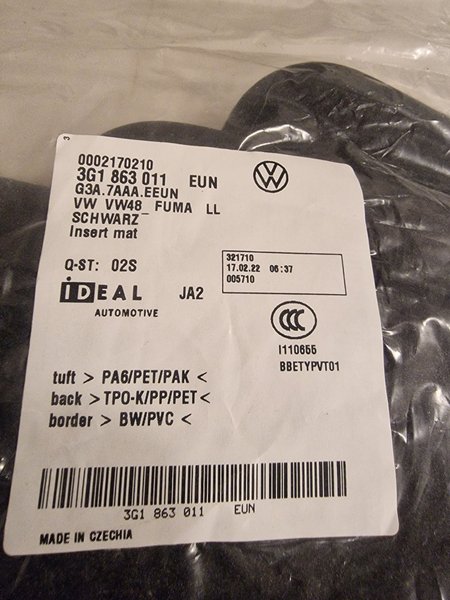 3
0002170210
3G1 863 011 EUN
G3A.7AAA.EEUN
VW VW48 FUMA LL
SCHWARZ
Insert mat
Q-ST: 02S
321710
17.02.22 06:37
005710
IDEAL JA2
AUTOMOTIVE
CCC
I110655
BBETYPVT01
tuft > PA6/PET/PAK <
back > TPO-K/PP/PET <
border > BW/PVC <
3G1 863 011 EUN
MADE IN CZECHIA